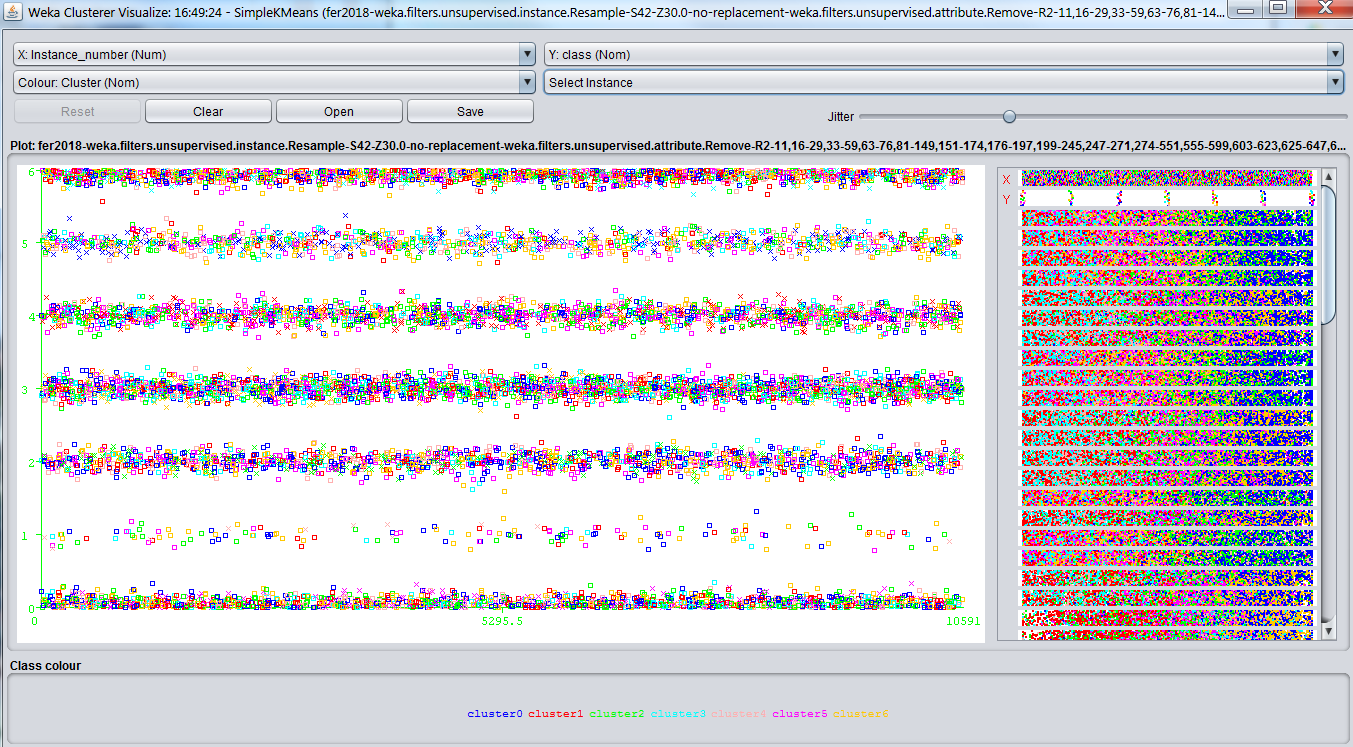 Weka Clusterer Visualize: 16:49:24 - SimpleKMeans (fer2018-weka.filters.unsupervised.instance.Resample-S42-Z30.0-no-replacement-weka.filters.unsupervised.attribute.Remove-R2-11,16-29,33-59,63-76,81-14...
X: Instance_number (Num)
Y: class (Nom)
Colour: Cluster (Nom)
Select Instance
Reset
Clear
Open
Save
Jitter
Plot: fer2018-weka.filters.unsupervised.instance.Resample-S42-Z30.0-no-replacement-weka.filters.unsupervised.attribute.Remove-R2-11,16-29,33-59,63-76,81-149,151-174,176-197,199-245,247-271,274-551,555-599,603-623,625-647,6...
6
5
4
3
2
1
0
0
5295.5
10591
X
Y
Class colour
cluster0 cluster1 cluster2 cluster3 cluster4 cluster5 cluster6